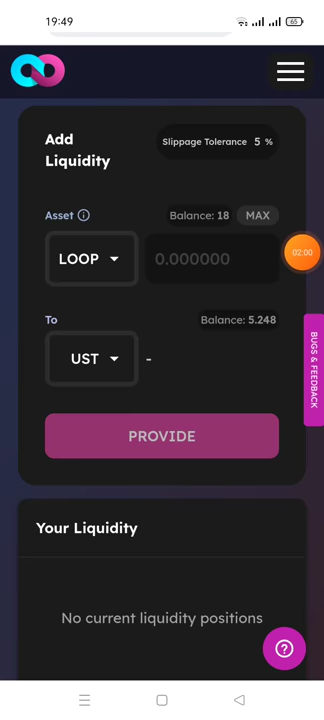 19:49
65
Add
Liquidity
Slippage Tolerance 5 %
Asset
Balance: 18 MAX
LOOP
0.000000
02:00
To
Balance: 5.248
UST
-
BUGS & FEEDBACK
PROVIDE
Your Liquidity
No current liquidity positions